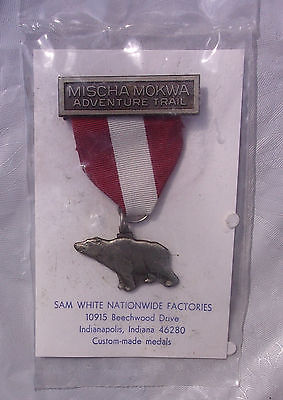 MISCHA MOKWA
ADVENTURE TRAIL
SAM WHITE NATIONWIDE FACTORIES
10915 Beechwood Drive
Indianapolis, Indiana 46280
Custom-made medals